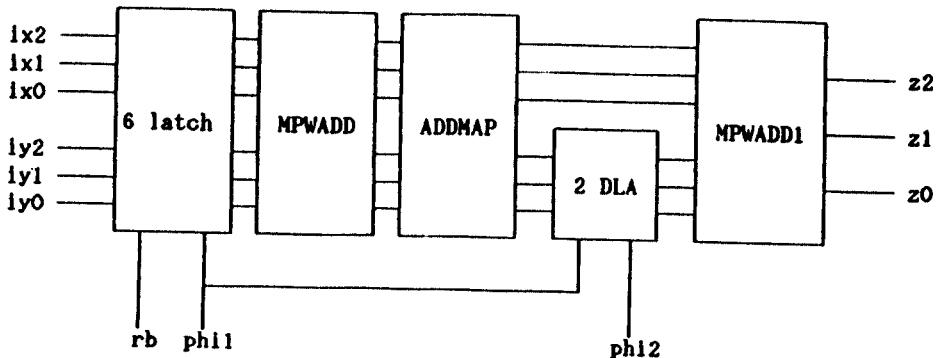 ix2
ix1
ix0
iy2
iy1
iy0
6 latch
MPWADD
ADDMAP
2 DLA
MPWADD1
z2
z1
z0
rb
phi1
phi2